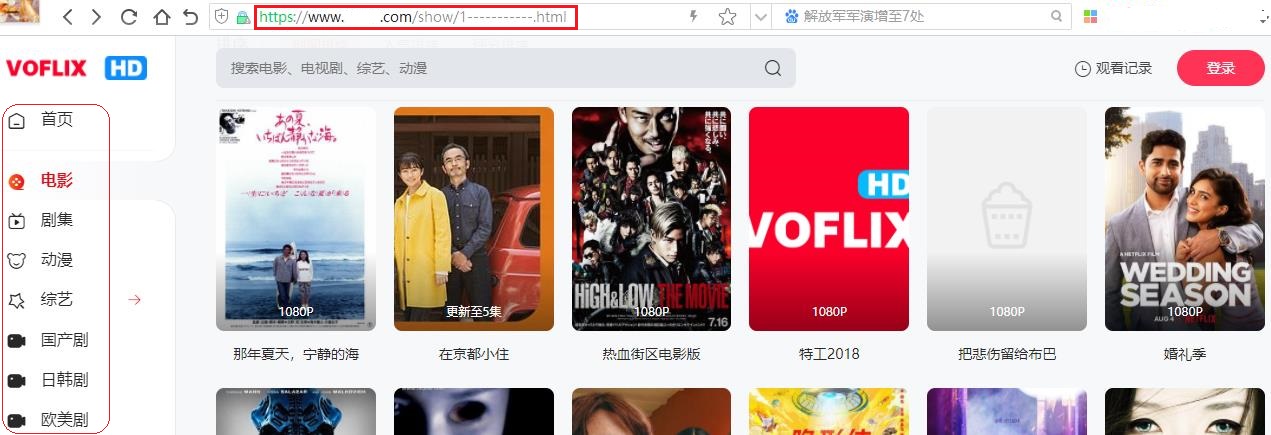 https://www. .com/show/1-----------.html
解放军军演增至7处
VOFLIX HD
搜索电影、电视剧、综艺、动漫
观看记录
登录
首页
电影
剧集
动漫
综艺
国产剧
日韩剧
欧美剧
あの夏、
いちばん静かな海。
1080P
那年夏天，宁静的海
更新至5集
在京都小住
HiGH&LOW THE MOVIE
7.16
1080P
热血街区电影版
HD
VOFLIX
1080P
特工2018
1080P
把悲伤留给布巴
A NETFLIX FILM
WEDDING
SEASON
AUG 4 NETFLIX
1080P
婚礼季